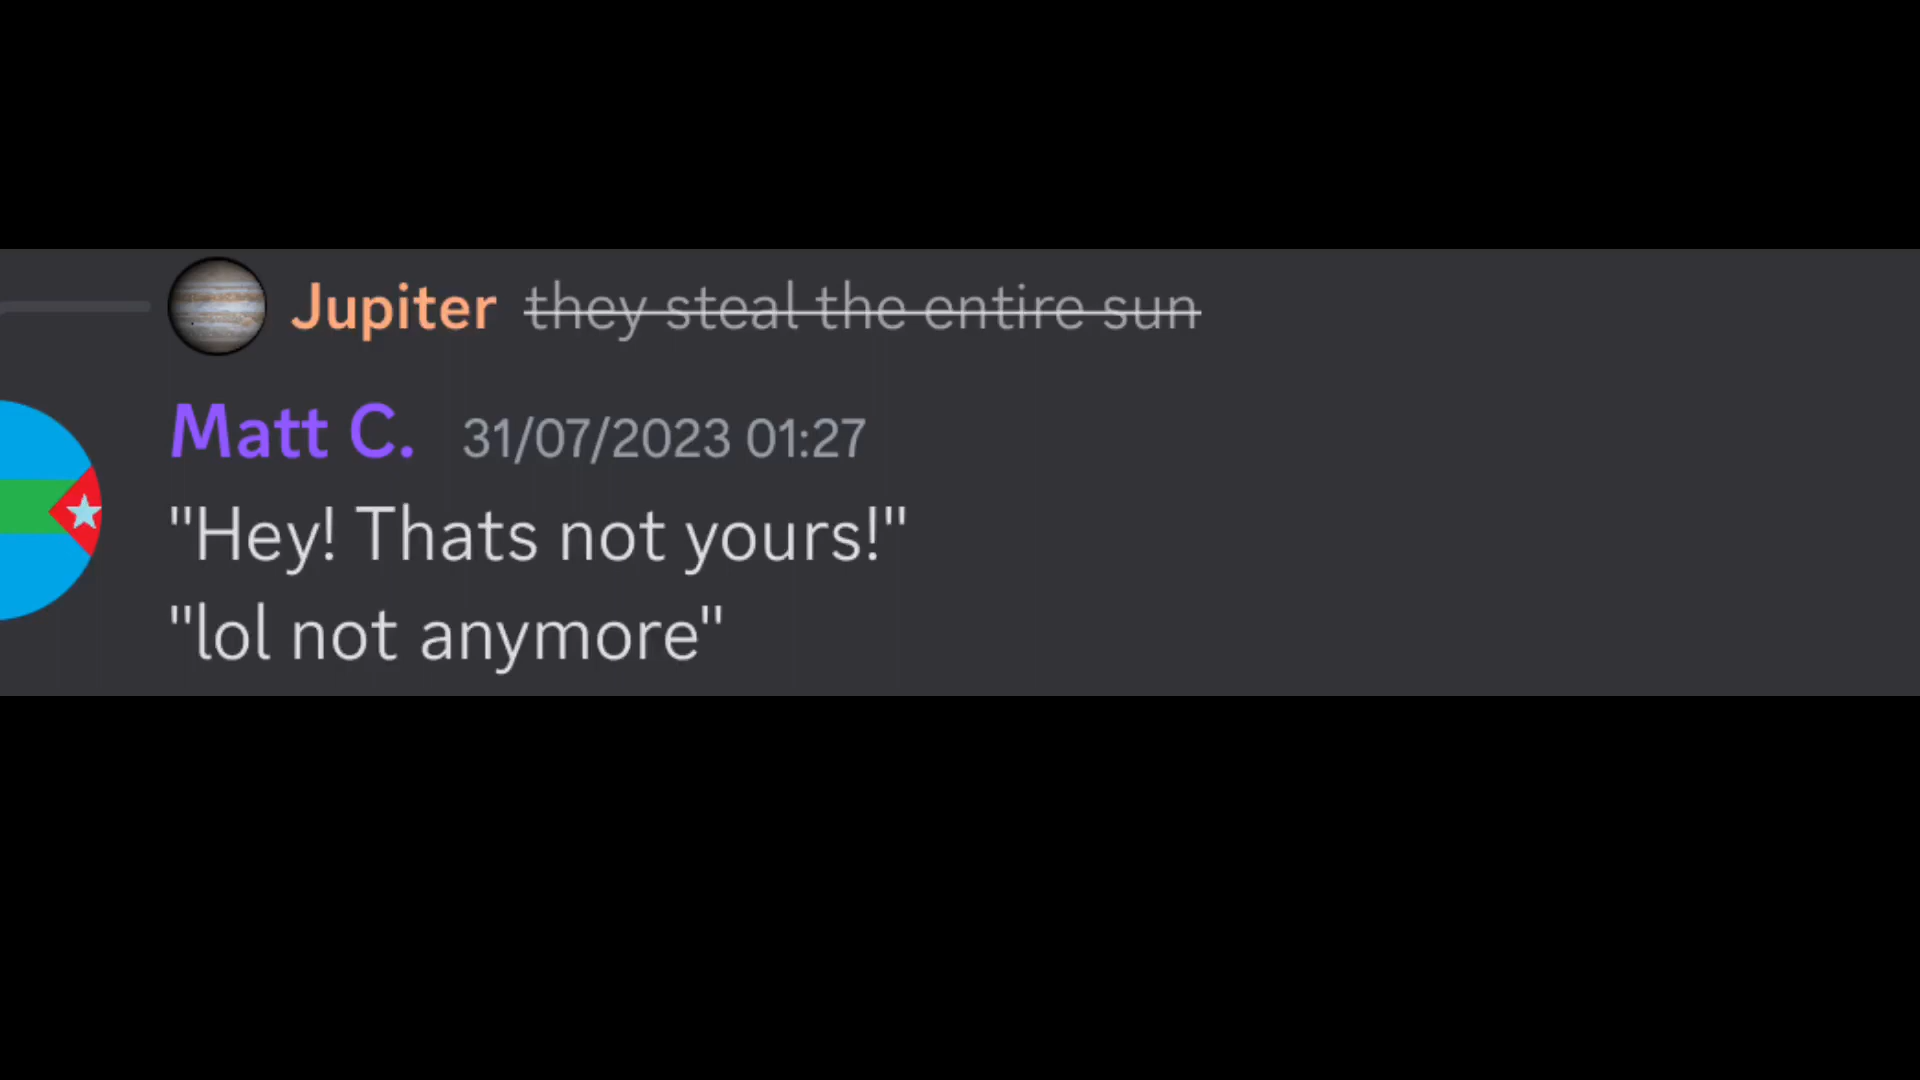 Jupiter they steal the entire sun
Matt C. 31/07/2023 01:27
"Hey! Thats not yours!"
"lol not anymore"